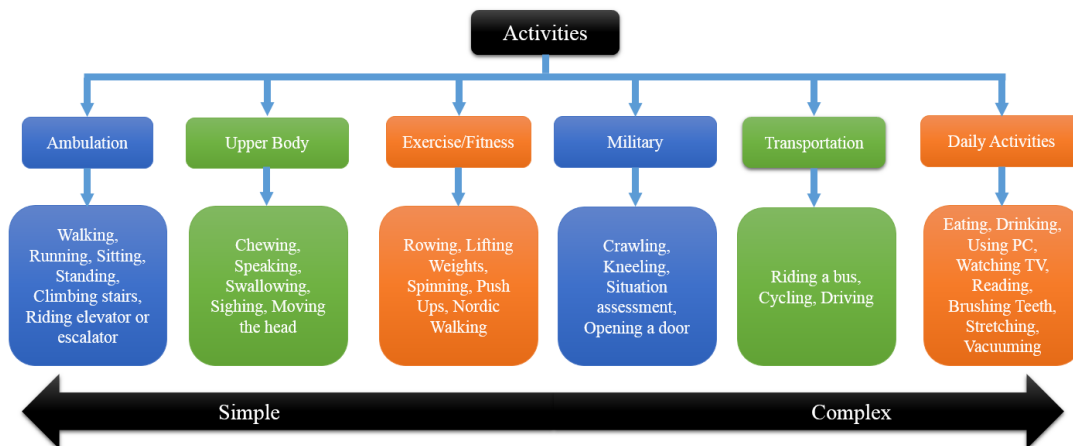 Activities
Ambulation
Upper Body
Exercise/Fitness
Military
Transportation
Daily Activities
Walking,
Running, Sitting,
Standing,
Climbing stairs,
Riding elevator or
escalator
Chewing,
Speaking,
Swallowing,
Sighing, Moving
the head
Rowing, Lifting
Weights,
Spinning, Push
Ups, Nordic
Walking
Crawling,
Kneeling,
Situation
assessment,
Opening a door
Riding a bus,
Cycling, Driving
Eating, Drinking,
Using PC,
Watching TV,
Reading,
Brushing Teeth,
Stretching,
Vacuuming
Simple
Complex